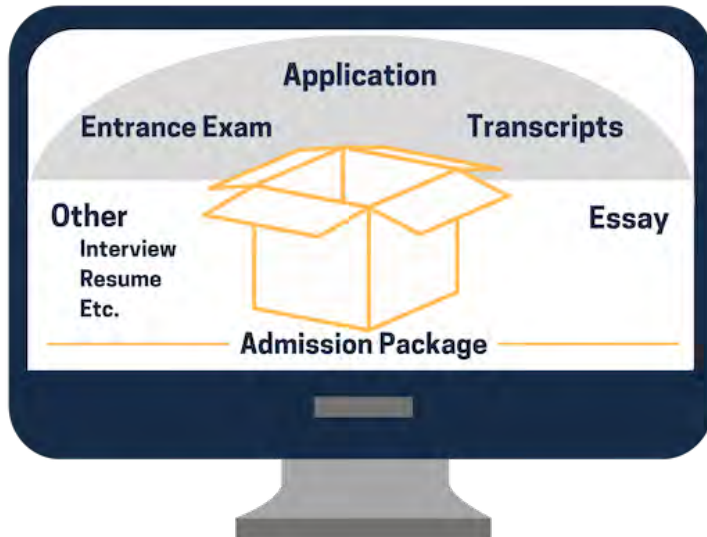 Application
Entrance Exam
Transcripts
Other
Interview
Resume
Etc.
Essay
Admission Package